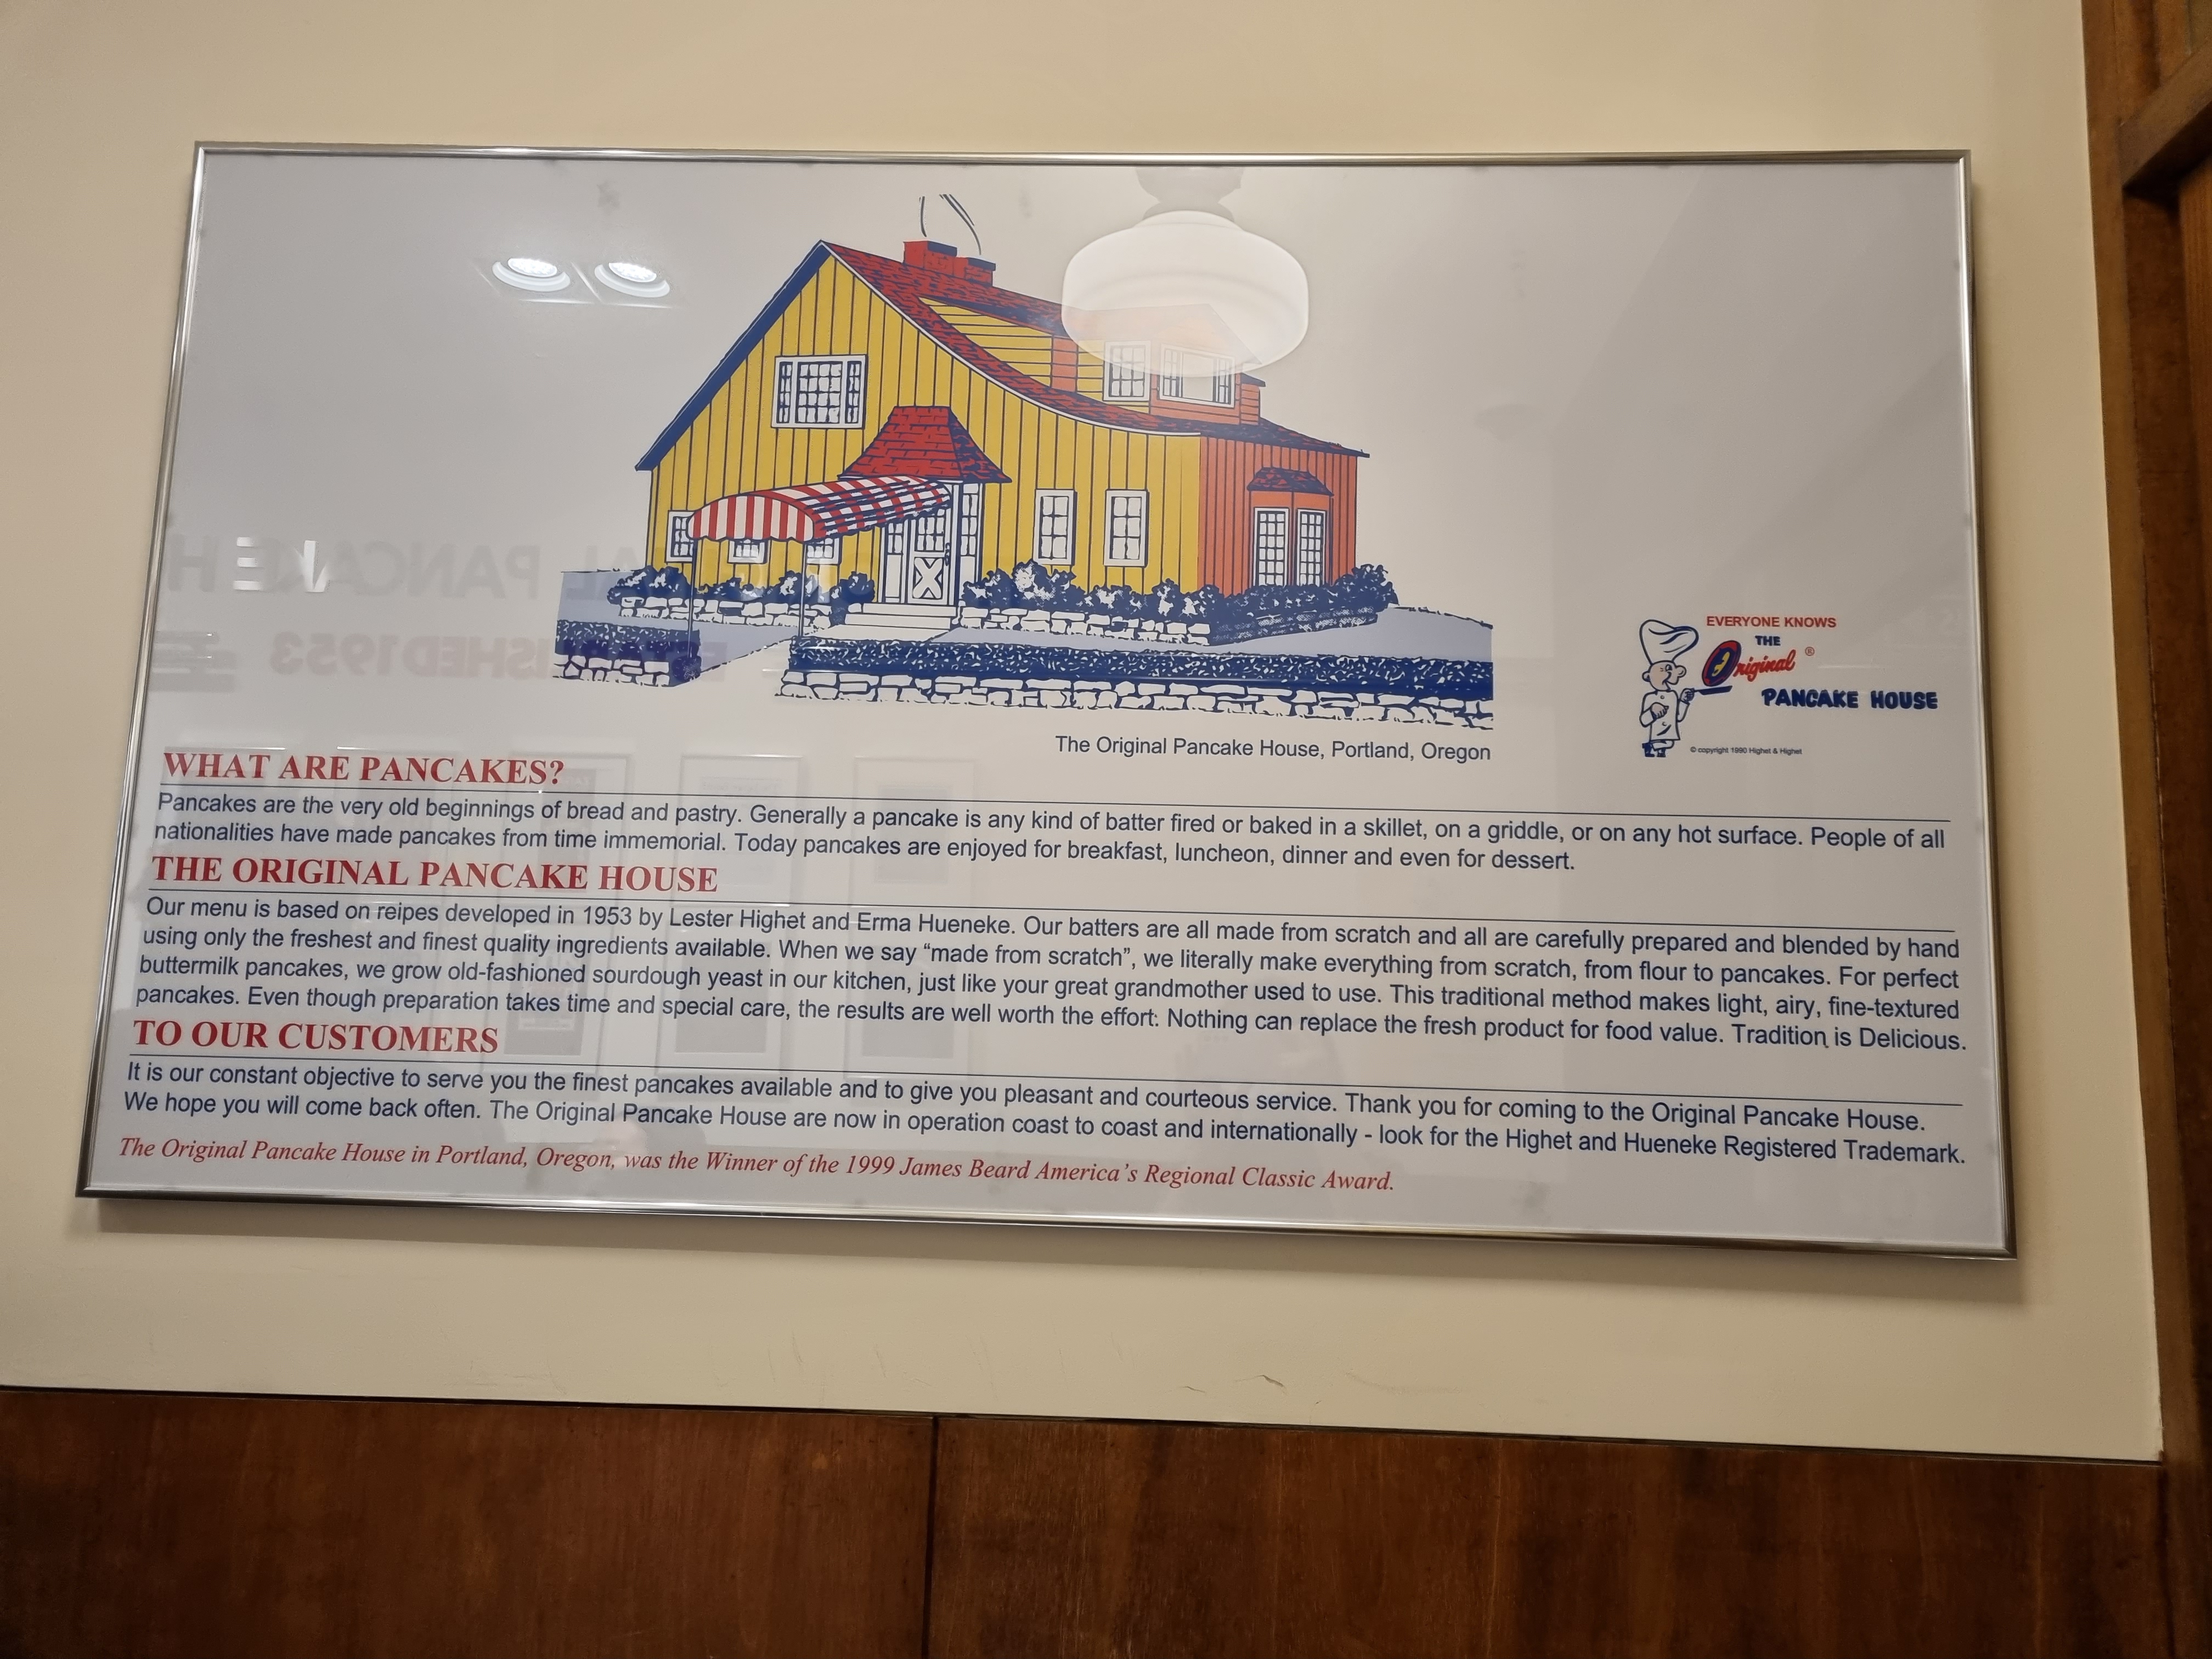 EVERYONE KNOWS
THE
Original ®
PANCAKE HOUSE
© copyright 1990 Highet & Highet
The Original Pancake House, Portland, Oregon
WHAT ARE PANCAKES?
Pancakes are the very old beginnings of bread and pastry. Generally a pancake is any kind of batter fired or baked in a skillet, on a griddle, or on any hot surface. People of all
nationalities have made pancakes from time immemorial. Today pancakes are enjoyed for breakfast, luncheon, dinner and even for dessert.
THE ORIGINAL PANCAKE HOUSE
Our menu is based on reipes developed in 1953 by Lester Highet and Erma Hueneke. Our batters are all made from scratch and all are carefully prepared and blended by hand
using only the freshest and finest quality ingredients available. When we say “made from scratch”, we literally make everything from scratch, from flour to pancakes. For perfect
buttermilk pancakes, we grow old-fashioned sourdough yeast in our kitchen, just like your great grandmother used to use. This traditional method makes light, airy, fine-textured
pancakes. Even though preparation takes time and special care, the results are well worth the effort: Nothing can replace the fresh product for food value. Tradition is Delicious.
TO OUR CUSTOMERS
It is our constant objective to serve you the finest pancakes available and to give you pleasant and courteous service. Thank you for coming to the Original Pancake House.
We hope you will come back often. The Original Pancake House are now in operation coast to coast and internationally - look for the Highet and Hueneke Registered Trademark.
The Original Pancake House in Portland, Oregon, was the Winner of the 1999 James Beard America’s Regional Classic Award.